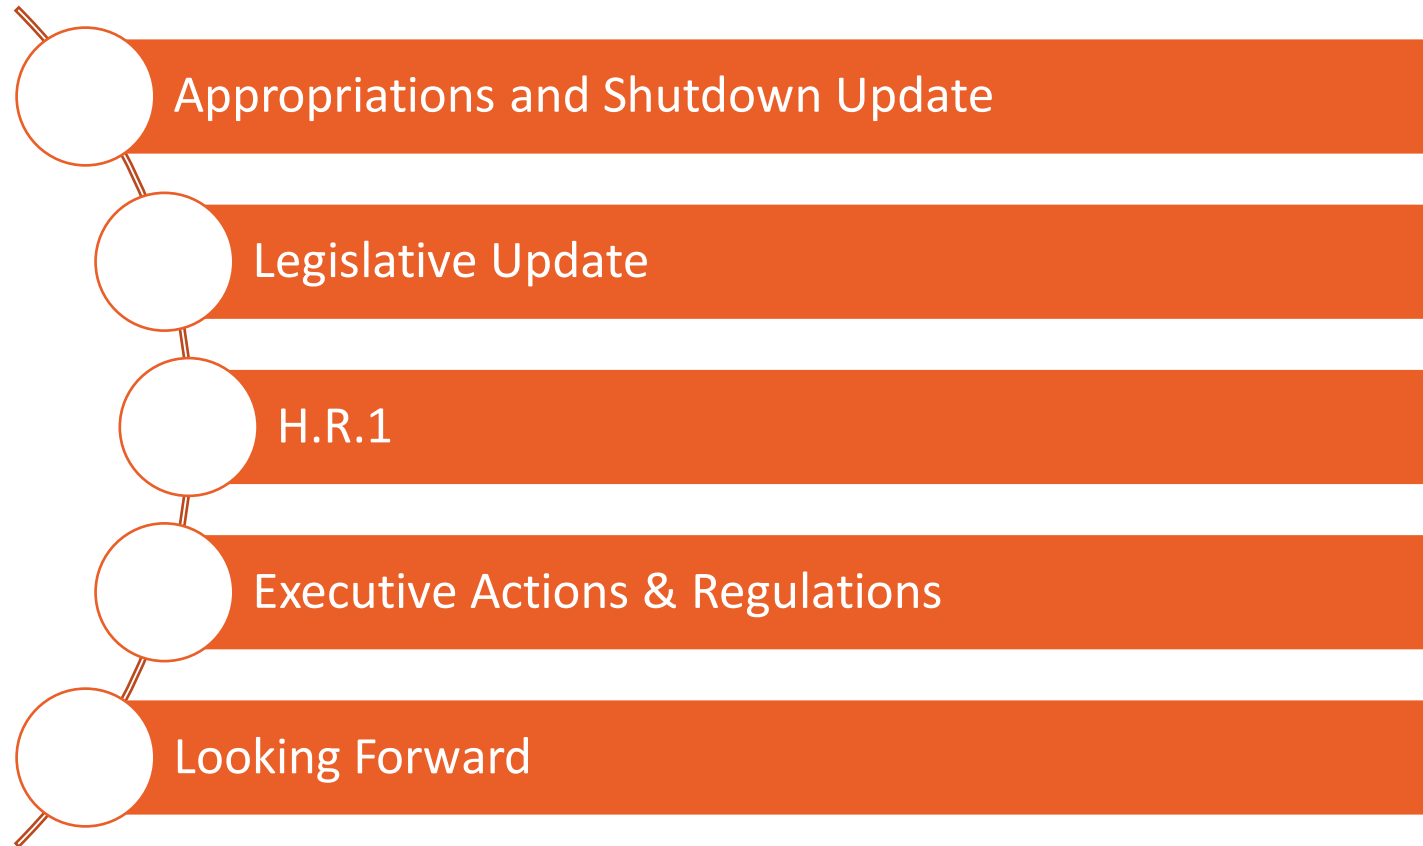 Appropriations and Shutdown Update
Legislative Update
H.R.1
Executive Actions & Regulations
Looking Forward